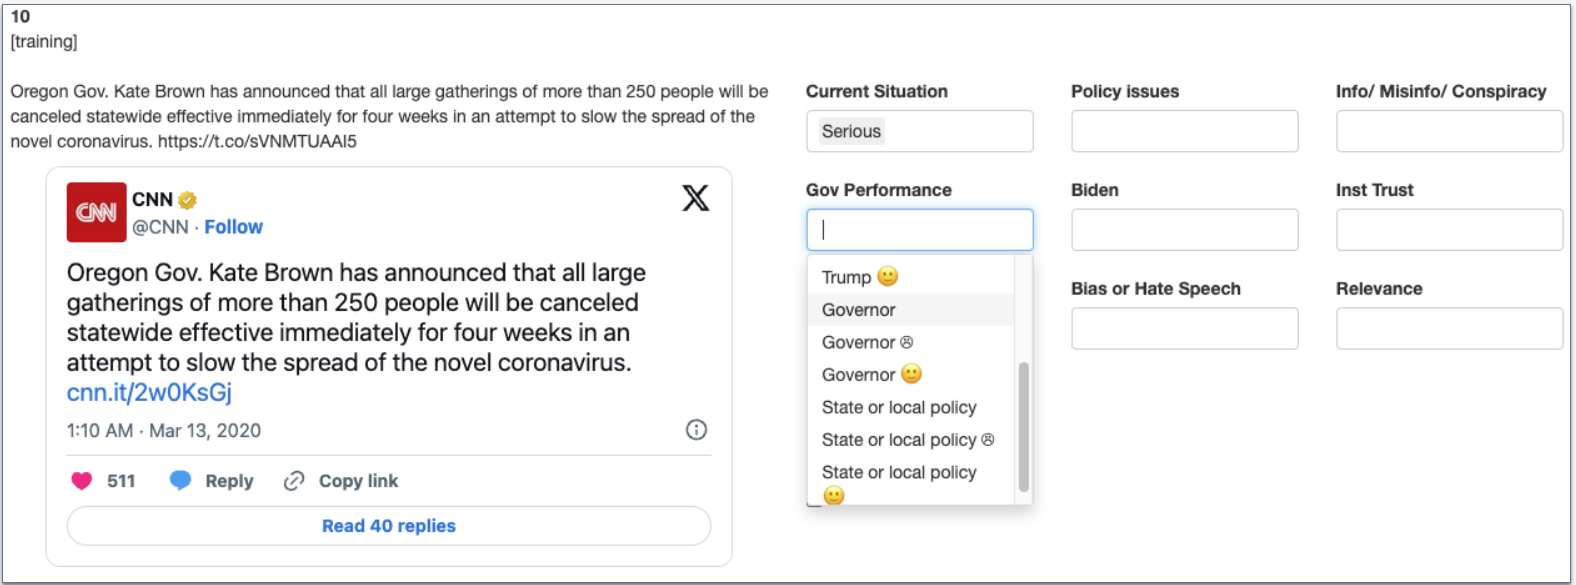 10
[training]
Oregon Gov. Kate Brown has announced that all large gatherings of more than 250 people will be
canceled statewide effective immediately for four weeks in an attempt to slow the spread of the
novel coronavirus. https://t.co/sVNMTUAAI5
CNN
CNN
@CNN · Follow
X
Oregon Gov. Kate Brown has announced that all large
gatherings of more than 250 people will be canceled
statewide effective immediately for four weeks in an
attempt to slow the spread of the novel coronavirus.
cnn.it/2w0KsGj
1:10 AM · Mar 13, 2020
511 Reply Copy link
Read 40 replies
Current Situation
Serious
Policy issues
Info/ Misinfo/ Conspiracy
Gov Performance
Biden
Inst Trust
Trump 🙂
Governor
Governor ☹
Governor 🙂
State or local policy
State or local policy ☹
State or local policy
🙂
Bias or Hate Speech
Relevance